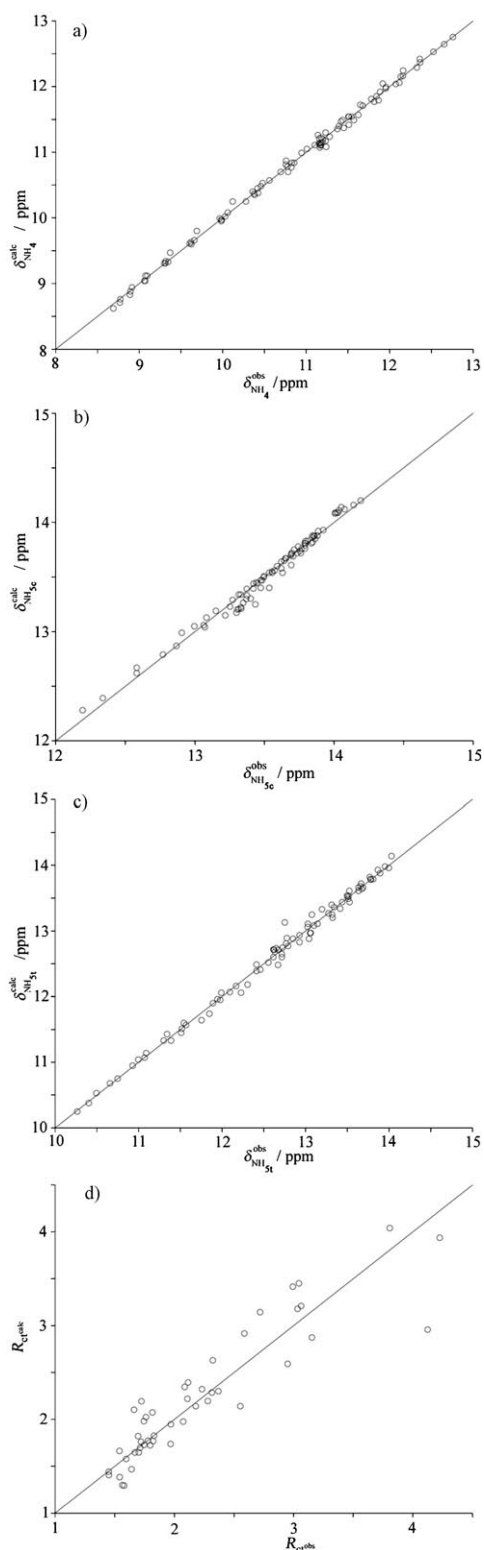 a)
13
12
11
10
9
8
δ^calc_NH4 / ppm
8 9 10 11 12 13
δ^obs_NH4 /ppm
b)
15
14
13
12
δ^calc_NH5c / ppm
12 13 14 15
δ^obs_NH5c / ppm
c)
15
14
13
12
11
10
δ^calc_NH5t /ppm
10 11 12 13 14 15
δ^obs_NH5t / ppm
d)
4
3
2
1
R_ct^calc
1 2 3 4
R_ct^obs